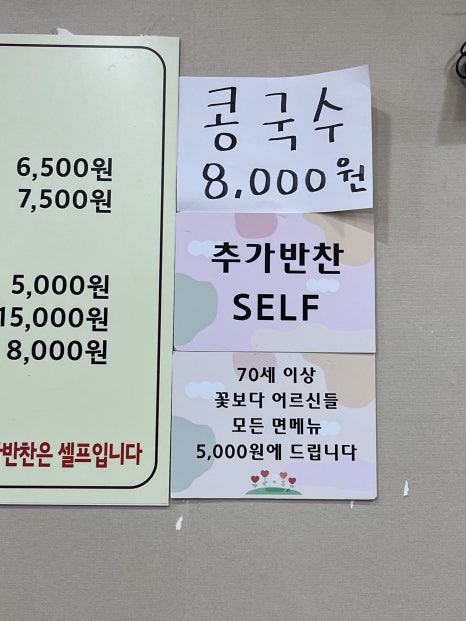 6,500원
7,500원
5,000원
15,000원
8,000원
반찬은 셀프입니다
콩국수
8,000원
추가반찬
SELF
70세 이상
꽃보다 어르신들
모든 면메뉴
5,000원에 드립니다